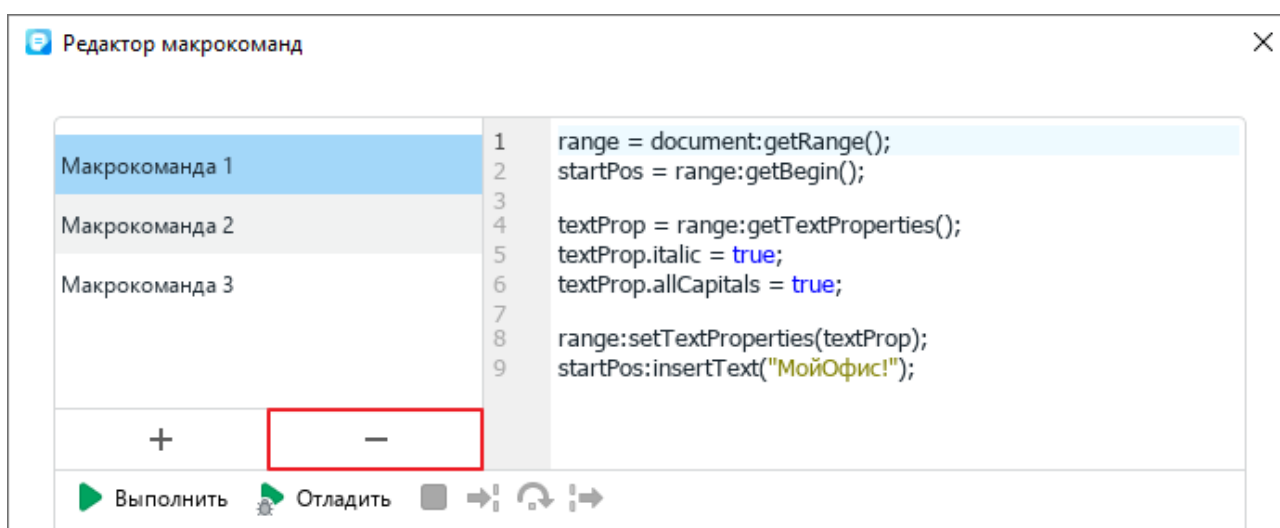 Редактор макрокоманд
Макрокоманда 1
Макрокоманда 2
Макрокоманда 3
1 range = document:getRange();
2 startPos = range:getBegin();
3
4 textProp = range:getTextProperties();
5 textProp.italic = true;
6 textProp.allCapitals = true;
7
8 range:setTextProperties(textProp);
9 startPos:insertText("МойОфис!");
+ −
Выполнить Отладить